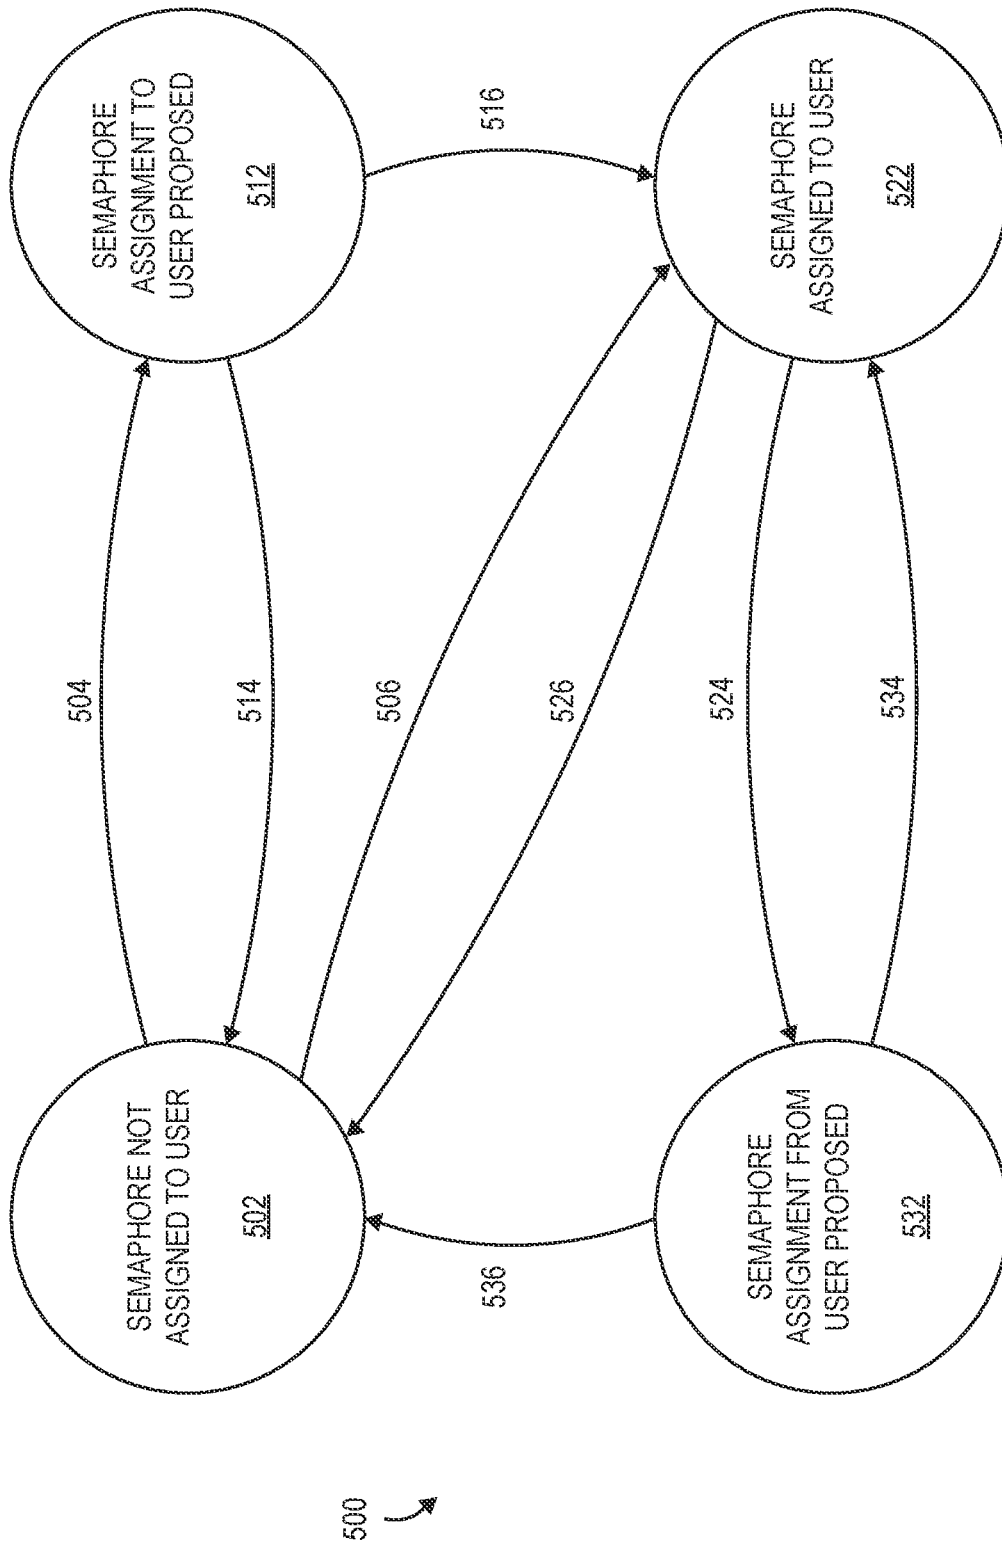 500
SEMAPHORE NOT
ASSIGNED TO USER
502
504
514
SEMAPHORE
ASSIGNMENT TO
USER PROPOSED
512
536
506
526
516
SEMAPHORE
ASSIGNMENT FROM
USER PROPOSED
532
524
534
SEMAPHORE
ASSIGNED TO USER
522